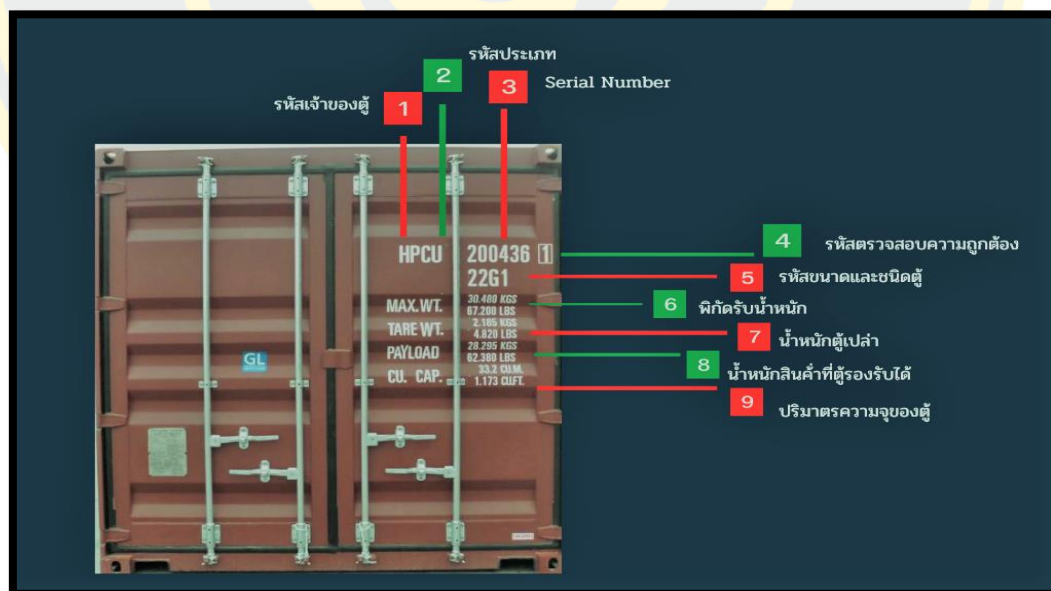 รหัสประเภท
2
3
Serial Number
รหัสเจ้าของตู้
1
HPCU 200436 1
22G1
4
รหัสตรวจสอบความถูกต้อง
5
รหัสขนาดและชนิดตู้
MAX.WT. 30.480 KGS
67.200 LBS
6
พิกัดรับน้ำหนัก
TARE WT. 2.185 KGS
4.820 LBS
7
น้ำหนักตู้เปล่า
PAYLOAD 28.295 KGS
62.380 LBS
8
น้ำหนักสินค้าที่ตู้รองรับได้
CU. CAP. 33.2 CU.M.
1.173 CU.FT.
9
ปริมาตรความจุของตู้
GL